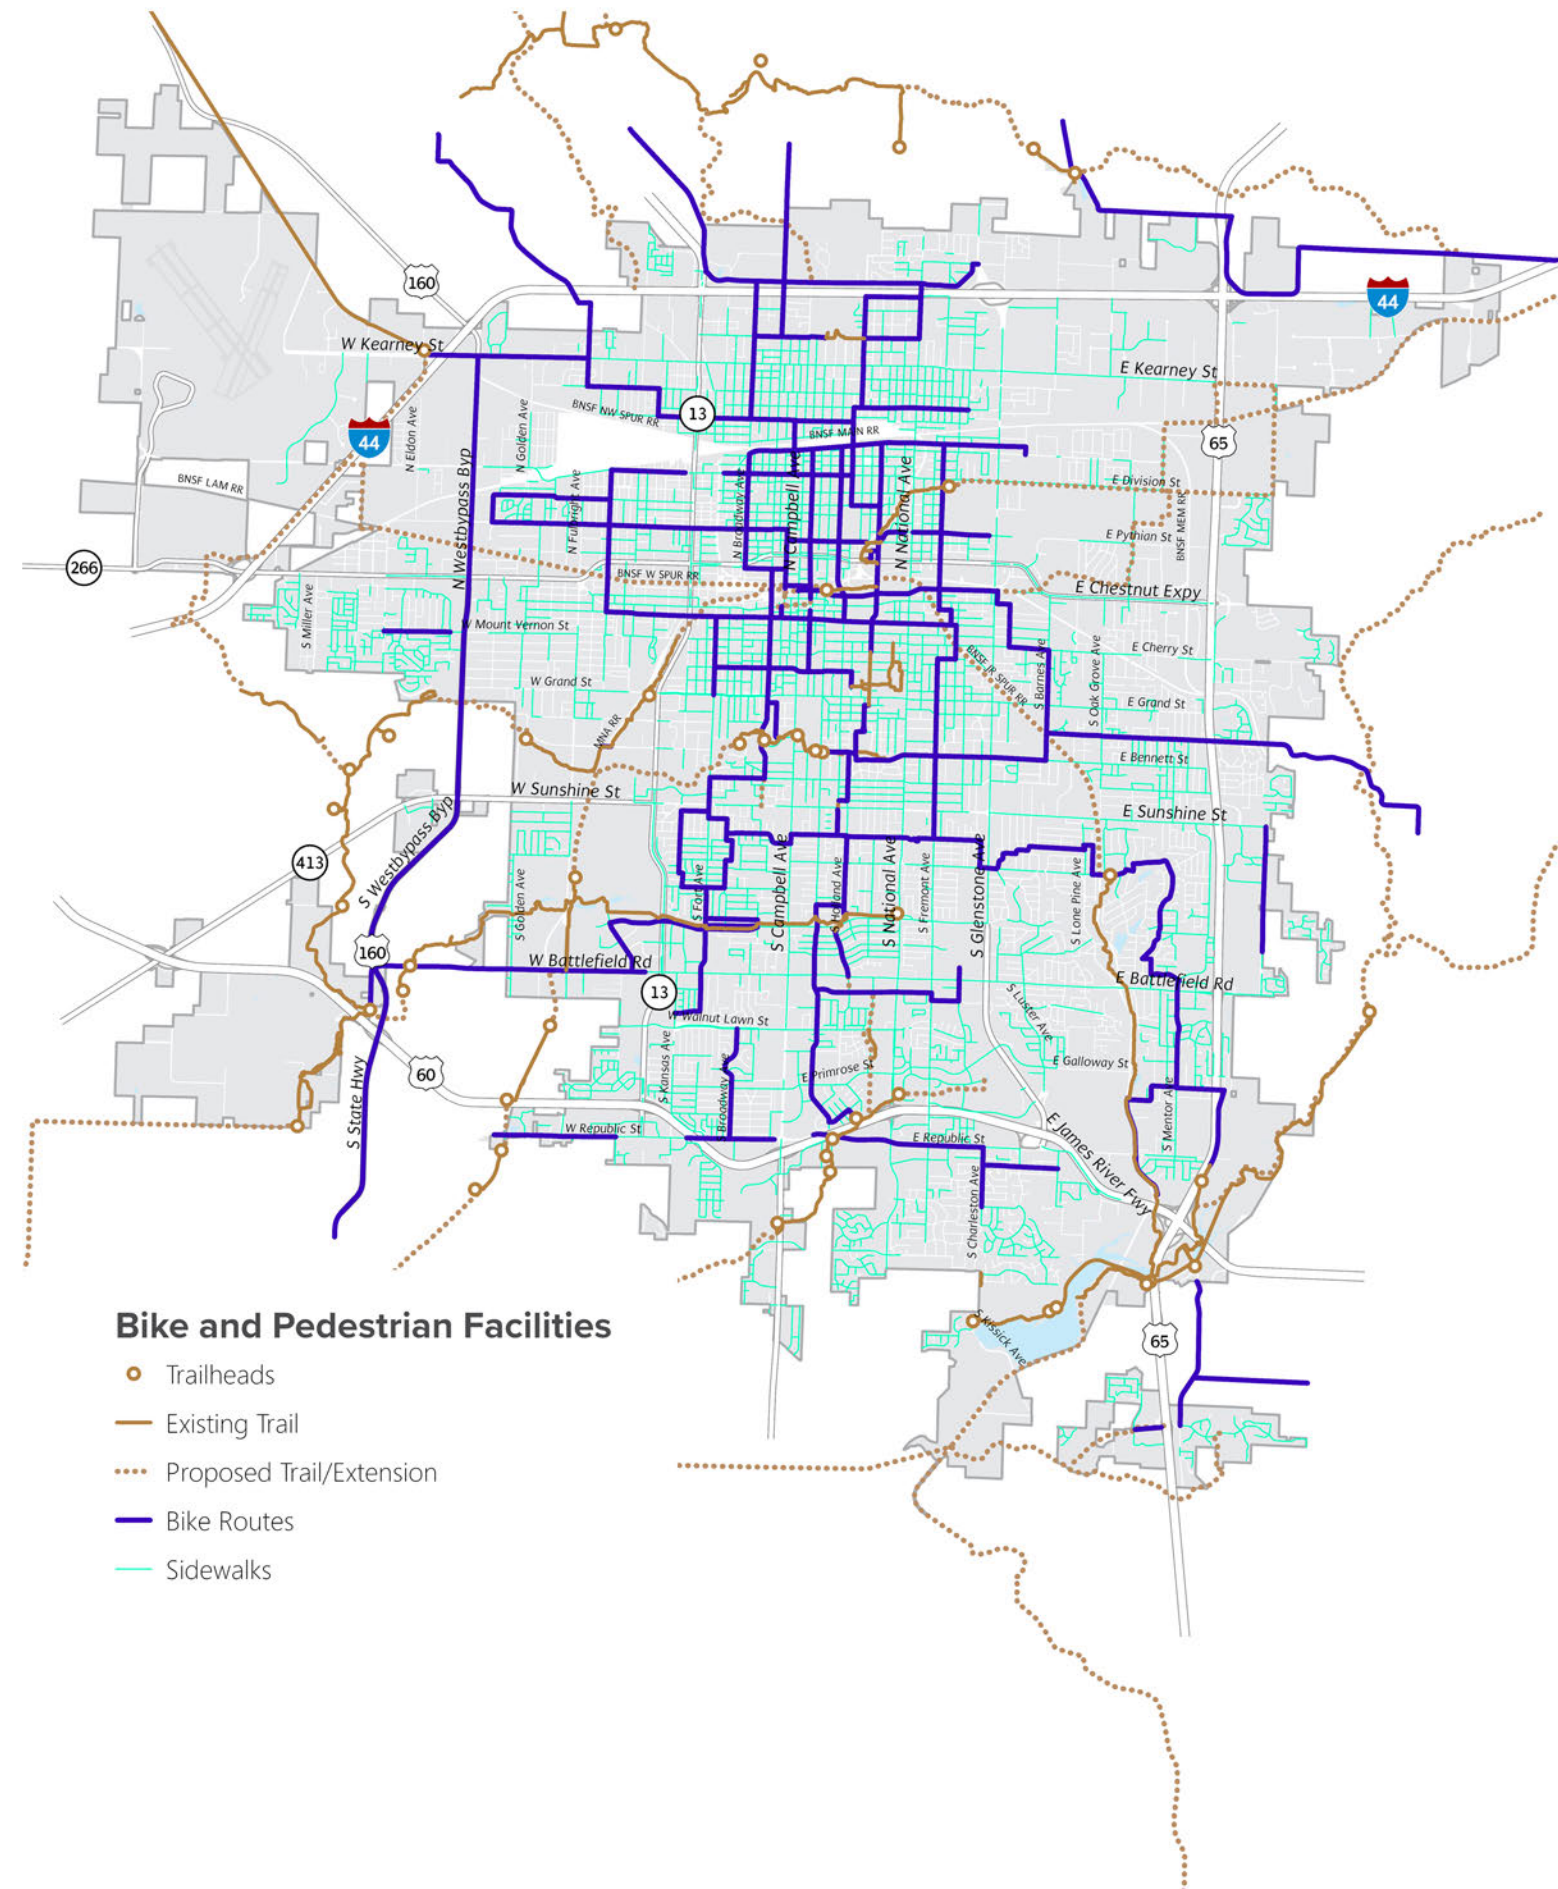 160
44
W Kearney St
E Kearney St
BNSF NW SPUR RR
13
BNSF MAIN RR
44
N Eldon Ave
N Golden Ave
65
N Westbypass Byp
N Fulbright Ave
N Broadway Ave
N Campbell Ave
N National Ave
BNSF LAM RR
E Division St
BNSF MEM RR
E Pythian St
266
BNSF W SPUR RR
E Chestnut Expy
S Miller Ave
W Mount Vernon St
E Cherry St
BNSF JR SPUR RR
S Barnes Ave
S Oak Grove Ave
W Grand St
E Grand St
MNA RR
E Bennett St
W Sunshine St
E Sunshine St
S Westbypass Byp
413
S Golden Ave
S Fort Ave
S Campbell Ave
S Holland Ave
S National Ave
S Fremont Ave
S Glenstone Ave
S Lone Pine Ave
160
W Battlefield Rd
E Battlefield Rd
13
W Walnut Lawn St
S Luster Ave
S Kansas Ave
E Primrose St
E Galloway St
60
S State Hwy
S Broadway Ave
S Mentor Ave
W Republic St
E Republic St
E James River Fwy
S Charleston Ave
S Kissick Ave
65
Bike and Pedestrian Facilities
Trailheads
Existing Trail
Proposed Trail/Extension
Bike Routes
Sidewalks